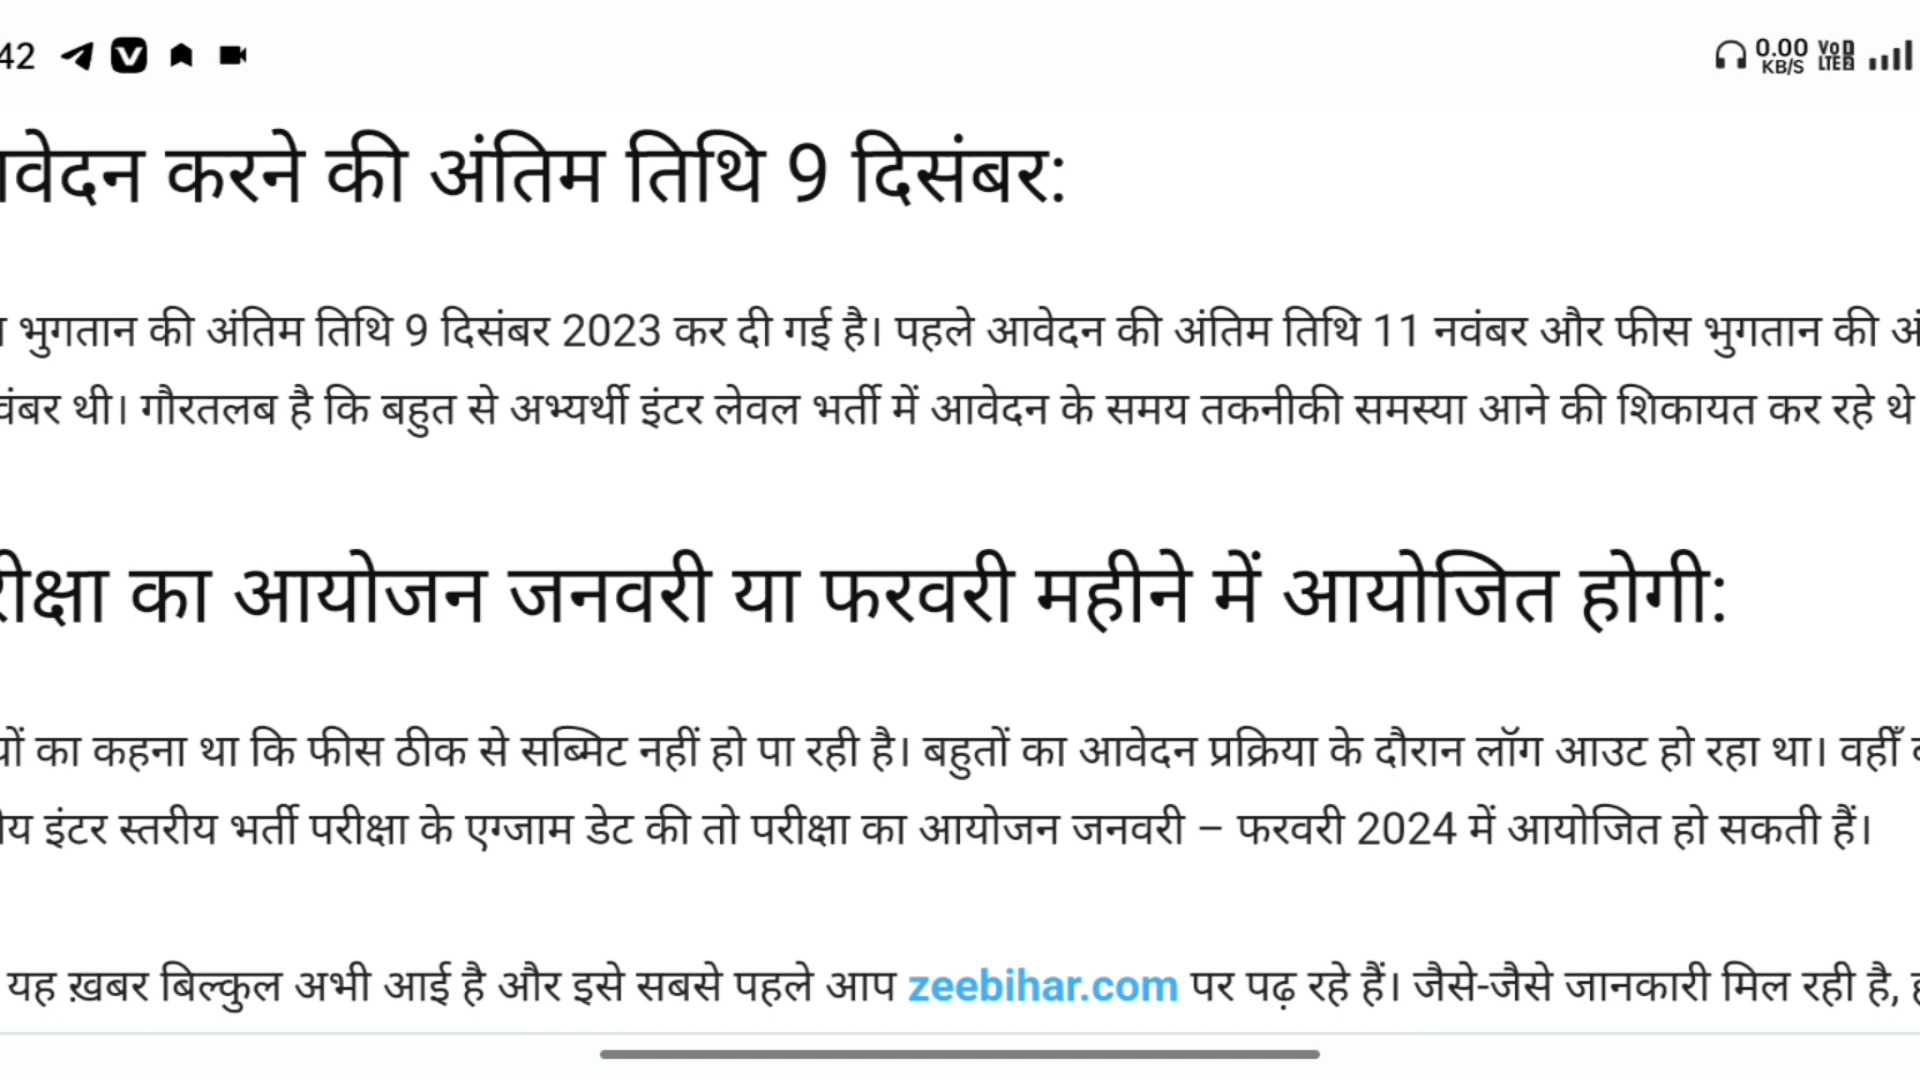 42
0.00
KB/S
VoD
LTE2
करने की अंतिम तिथि 9 दिसंबर:
भुगतान की अंतिम तिथि 9 दिसंबर 2023 कर दी गई है। पहले आवेदन की अंतिम तिथि 11 नवंबर और फीस भुगतान की
थी। गौरतलब है कि बहुत से अभ्यर्थी इंटर लेवल भर्ती में आवेदन के समय तकनीकी समस्या आने की शिकायत कर रहे थे
का आयोजन जनवरी या फरवरी महीने में आयोजित होगी:
का कहना था कि फीस ठीक से सब्मिट नहीं हो पा रही है। बहुतों का आवेदन प्रक्रिया के दौरान लॉग आउट हो रहा था। वहीँ
इंटर स्तरीय भर्ती परीक्षा के एग्जाम डेट की तो परीक्षा का आयोजन जनवरी – फरवरी 2024 में आयोजित हो सकती हैं।
यह ख़बर बिल्कुल अभी आई है और इसे सबसे पहले आप zeebihar.com पर पढ़ रहे हैं। जैसे-जैसे जानकारी मिल रही है,